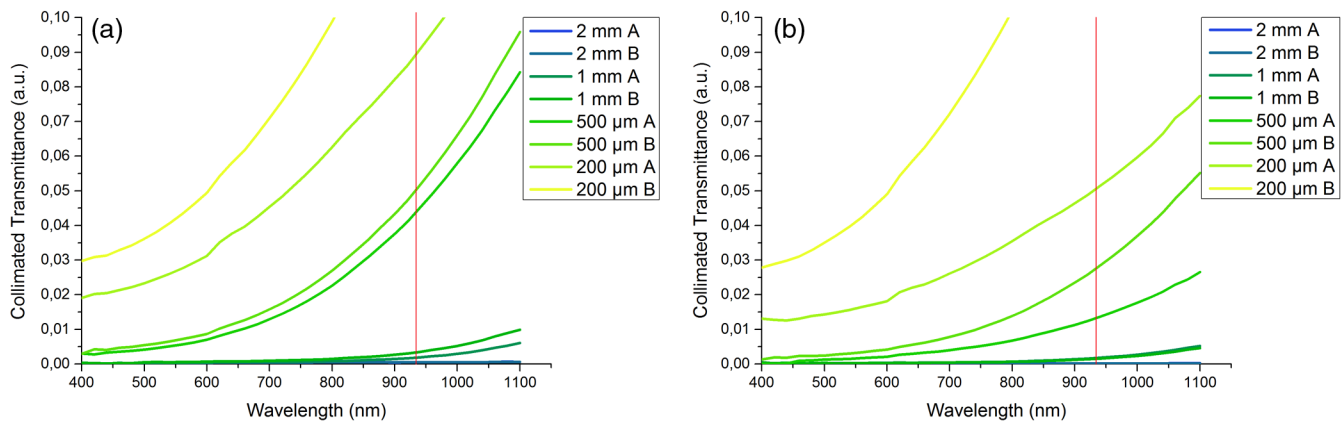 (a)
Collimated Transmittance (a.u.)
0,10
0,09
0,08
0,07
0,06
0,05
0,04
0,03
0,02
0,01
0,00
400 500 600 700 800 900 1000 1100
Wavelength (nm)
2 mm A
2 mm B
1 mm A
1 mm B
500 µm A
500 µm B
200 µm A
200 µm B
(b)
Collimated Transmittance (a.u.)
0,10
0,09
0,08
0,07
0,06
0,05
0,04
0,03
0,02
0,01
0,00
400 500 600 700 800 900 1000 1100
Wavelength (nm)
2 mm A
2 mm B
1 mm A
1 mm B
500 µm A
500 µm B
200 µm A
200 µm B